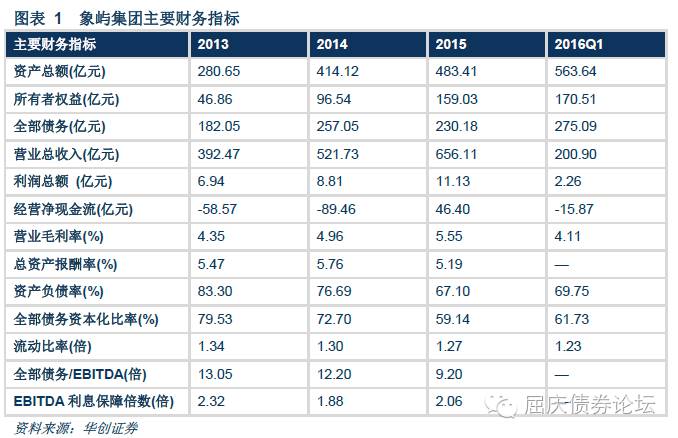 图表 1 象屿集团主要财务指标
主要财务指标 2013 2014 2015 2016Q1
资产总额(亿元) 280.65 414.12 483.41 563.64
所有者权益(亿元) 46.86 96.54 159.03 170.51
全部债务(亿元) 182.05 257.05 230.18 275.09
营业总收入(亿元) 392.47 521.73 656.11 200.90
利润总额 (亿元) 6.94 8.81 11.13 2.26
经营净现金流(亿元) -58.57 -89.46 46.40 -15.87
营业毛利率(%) 4.35 4.96 5.55 4.11
总资产报酬率(%) 5.47 5.76 5.19 —
资产负债率(%) 83.30 76.69 67.10 69.75
全部债务资本化比率(%) 79.53 72.70 59.14 61.73
流动比率(倍) 1.34 1.30 1.27 1.23
全部债务/EBITDA(倍) 13.05 12.20 9.20 —
EBITDA 利息保障倍数(倍) 2.32 1.88 2.06 —
屈庆债券论坛
资料来源：华创证券